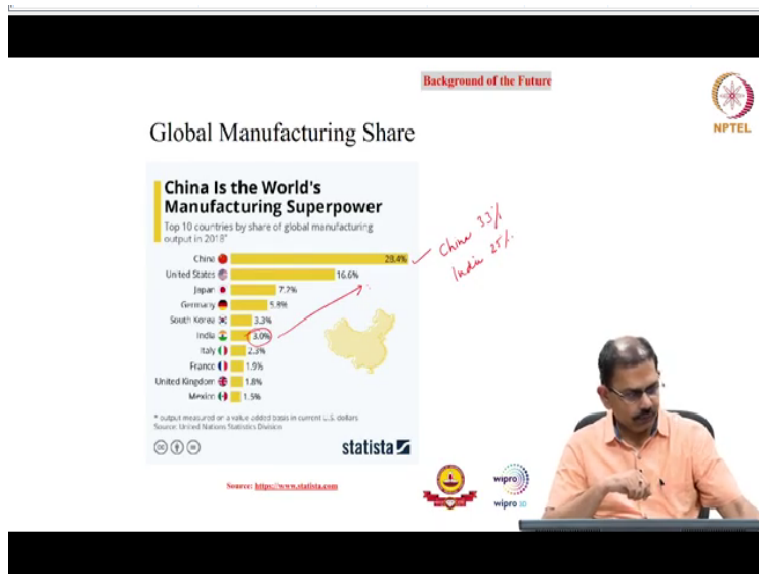 Background of the Future
NPTEL
Global Manufacturing Share
China Is the World's
Manufacturing Superpower
Top 10 countries by share of global manufacturing
output in 2018*
China 28.4%
United States 16.6%
Japan 7.2%
Germany 5.8%
South Korea 3.3%
India 3.0%
Italy 2.3%
France 1.9%
United Kingdom 1.8%
Mexico 1.5%
China 33%
India 25%
* output measured on a value added basis in current U.S. dollars
Source: United Nations Statistics Division
statista
Source: https://www.statista.com
wipro
wipro 3D